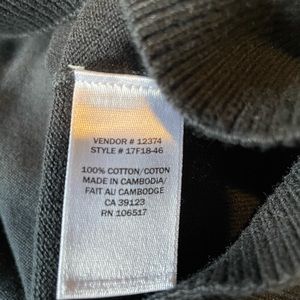 VENDOR # 12374
STYLE # 17F18-46
100% COTTON/COTON
MADE IN CAMBODIA/
FAIT AU CAMBODGE
CA 39123
RN 106517